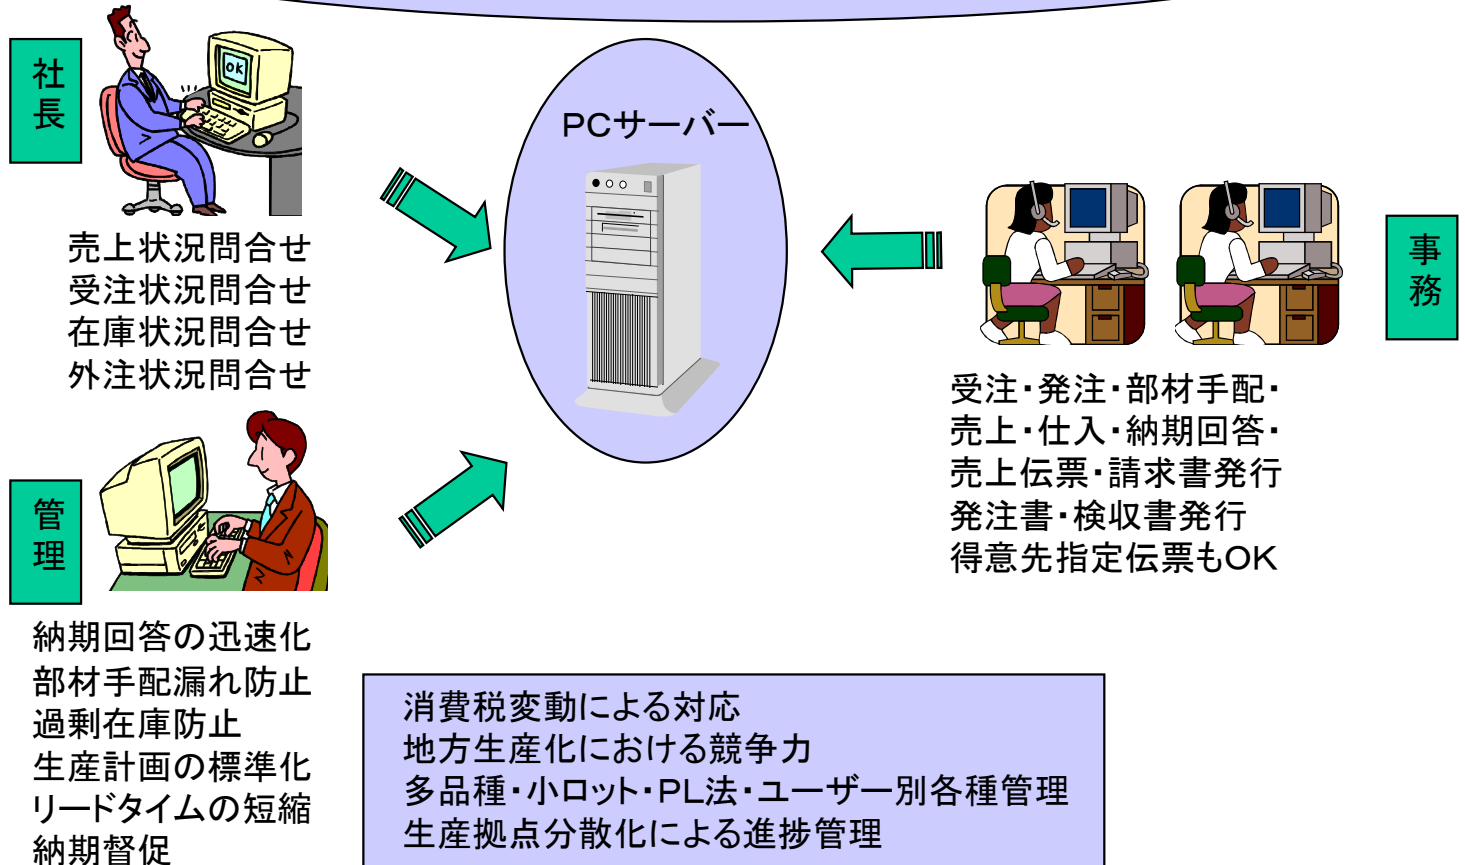 社長
OK
売上状況問合せ
受注状況問合せ
在庫状況問合せ
外注状況問合せ
PCサーバー
事務
受注・発注・部材手配・
売上・仕入・納期回答・
売上伝票・請求書発行
発注書・検収書発行
得意先指定伝票もOK
管理
納期回答の迅速化
部材手配漏れ防止
過剰在庫防止
生産計画の標準化
リードタイムの短縮
納期督促
消費税変動による対応
地方生産化における競争力
多品種・小ロット・PL法・ユーザー別各種管理
生産拠点分散化による進捗管理